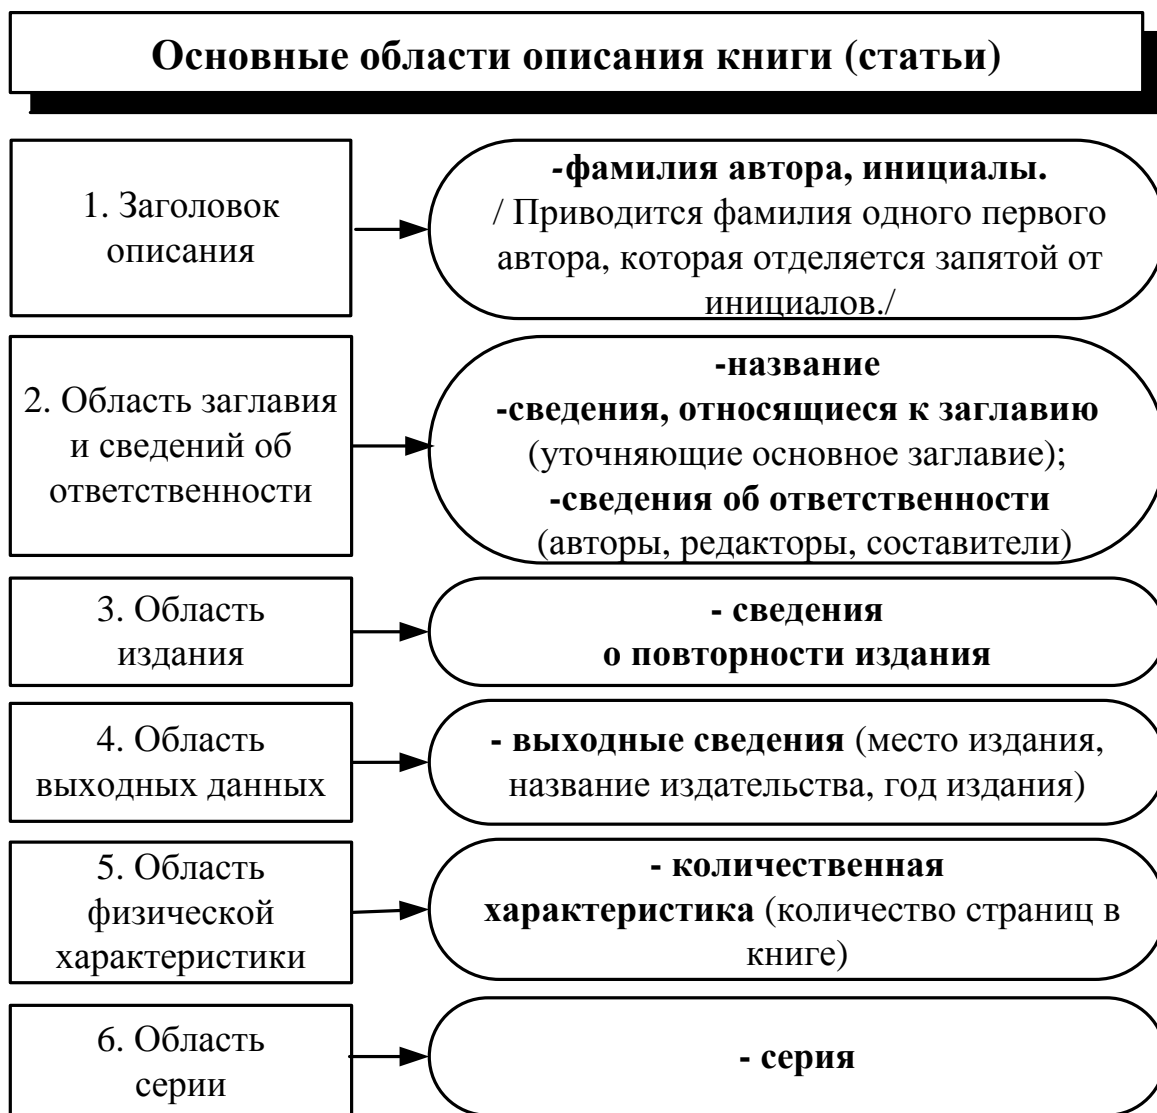 Основные области описания книги (статьи)
1. Заголовок
описания
-фамилия автора, инициалы.
/ Приводится фамилия одного первого
автора, которая отделяется запятой от
инициалов./
2. Область заглавия
и сведений об
ответственности
-название
-сведения, относящиеся к заглавию
(уточняющие основное заглавие);
-сведения об ответственности
(авторы, редакторы, составители)
3. Область
издания
- сведения
о повторности издания
4. Область
выходных данных
- выходные сведения (место издания,
название издательства, год издания)
5. Область
физической
характеристики
- количественная
характеристика (количество страниц в
книге)
6. Область
серии
- серия